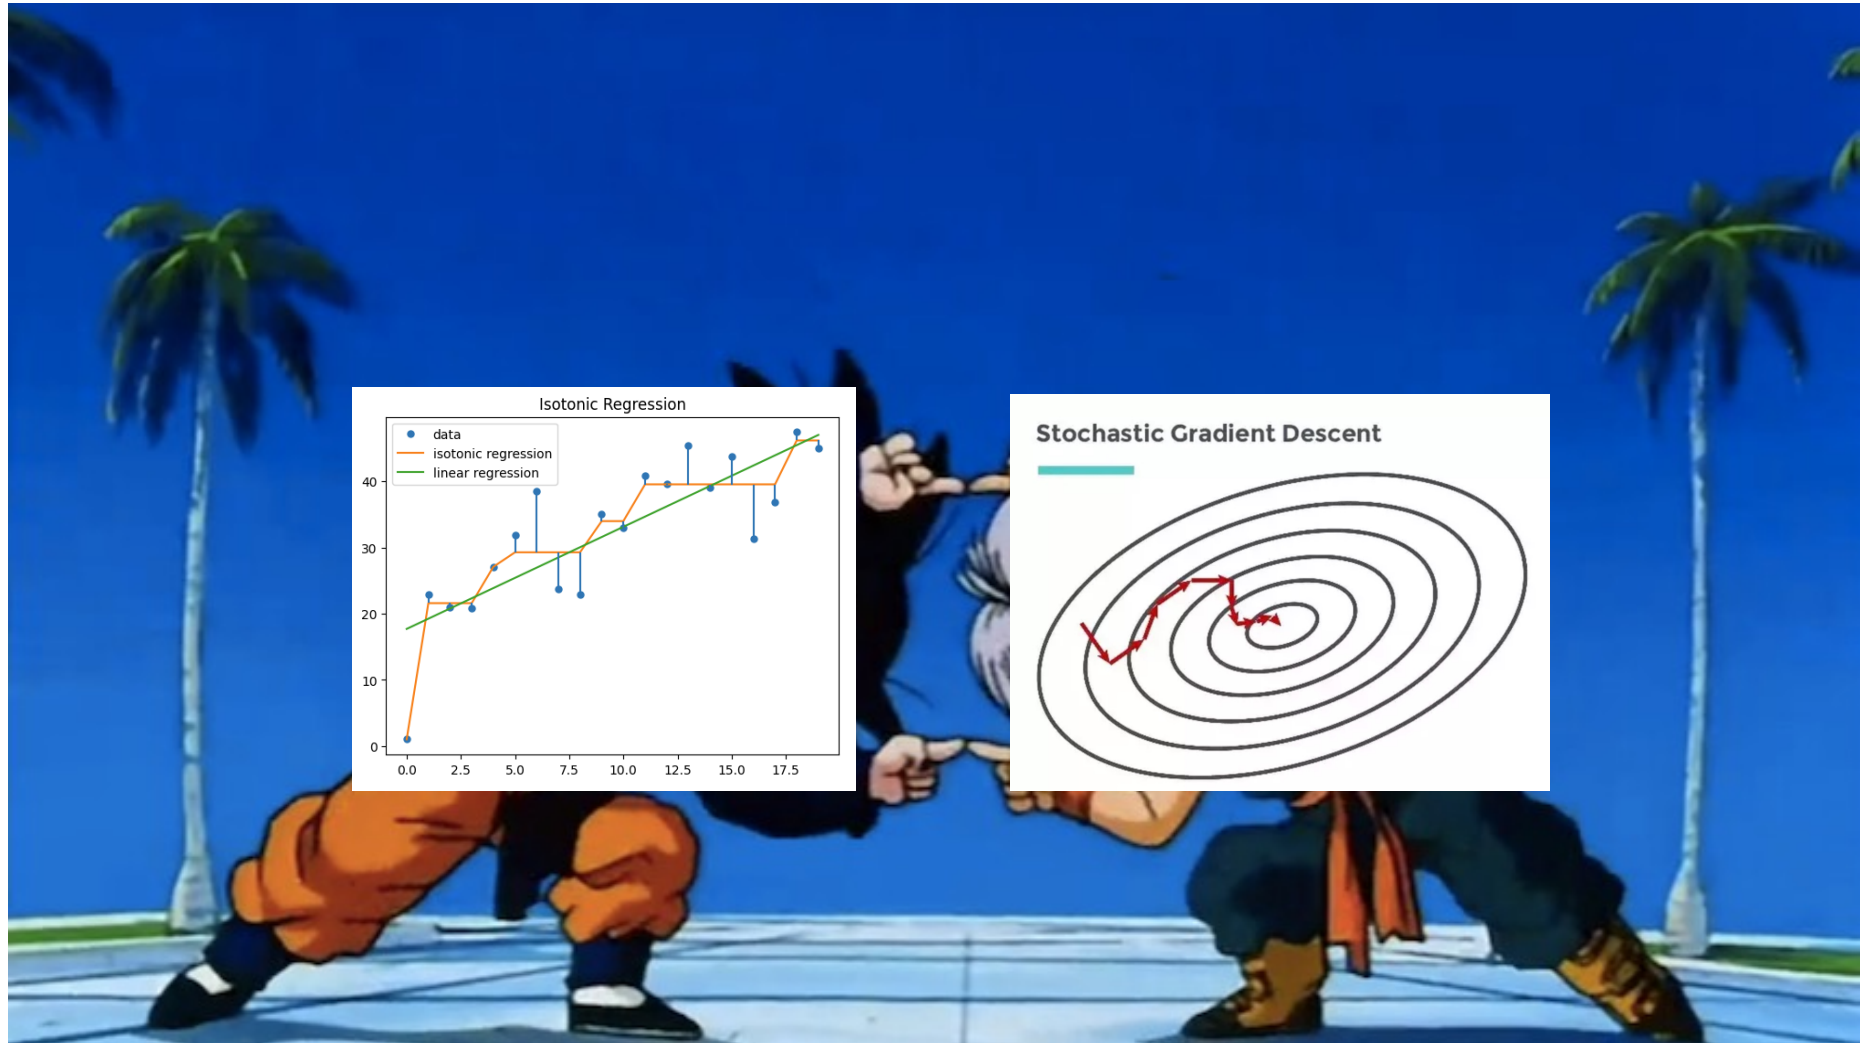 Isotonic Regression
data
isotonic regression
linear regression
40
30
20
10
0
0.0 2.5 5.0 7.5 10.0 12.5 15.0 17.5
Stochastic Gradient Descent